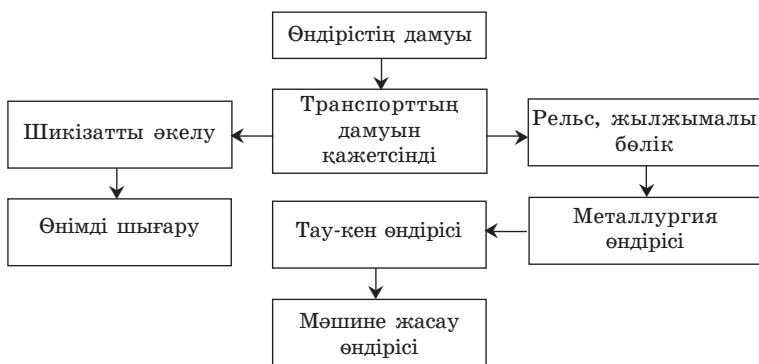 Өндірістің дамуы
Шикізатты әкелу
Транспорттың
дамуын
қажетсінді
Рельс, жылжымалы
бөлік
Өнімді шығару
Тау-кен өндірісі
Металлургия
өндірісі
Мәшине жасау
өндірісі